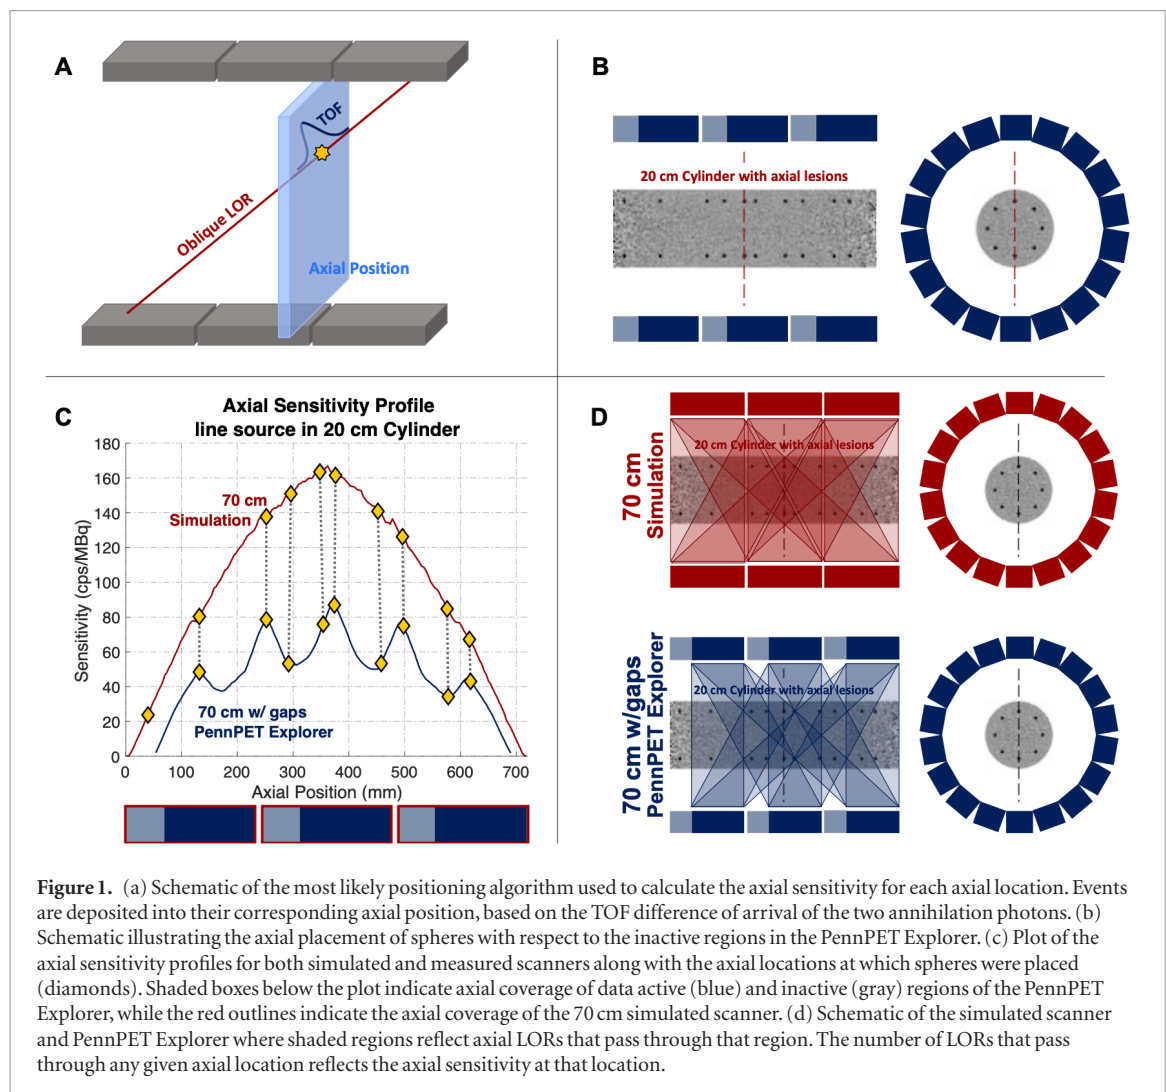 A
TOF
Oblique LOR
Axial Position
B
20 cm Cylinder with axial lesions
C
Axial Sensitivity Profile
line source in 20 cm Cylinder
Sensitivity (cps/MBq)
180
160
140
120
100
80
60
40
20
0
70 cm
Simulation
70 cm w/ gaps
PennPET Explorer
0 100 200 300 400 500 600 700
Axial Position (mm)
D
70 cm
Simulation
20 cm Cylinder with axial lesions
70 cm w/gaps
PennPET Explorer
20 cm Cylinder with axial lesions
Figure 1. (a) Schematic of the most likely positioning algorithm used to calculate the axial sensitivity for each axial location. Events
are deposited into their corresponding axial position, based on the TOF difference of arrival of the two annihilation photons. (b)
Schematic illustrating the axial placement of spheres with respect to the inactive regions in the PennPET Explorer. (c) Plot of the
axial sensitivity profiles for both simulated and measured scanners along with the axial locations at which spheres were placed
(diamonds). Shaded boxes below the plot indicate axial coverage of data active (blue) and inactive (gray) regions of the PennPET
Explorer, while the red outlines indicate the axial coverage of the 70 cm simulated scanner. (d) Schematic of the simulated scanner
and PennPET Explorer where shaded regions reflect axial LORs that pass through that region. The number of LORs that pass
through any given axial location reflects the axial sensitivity at that location.